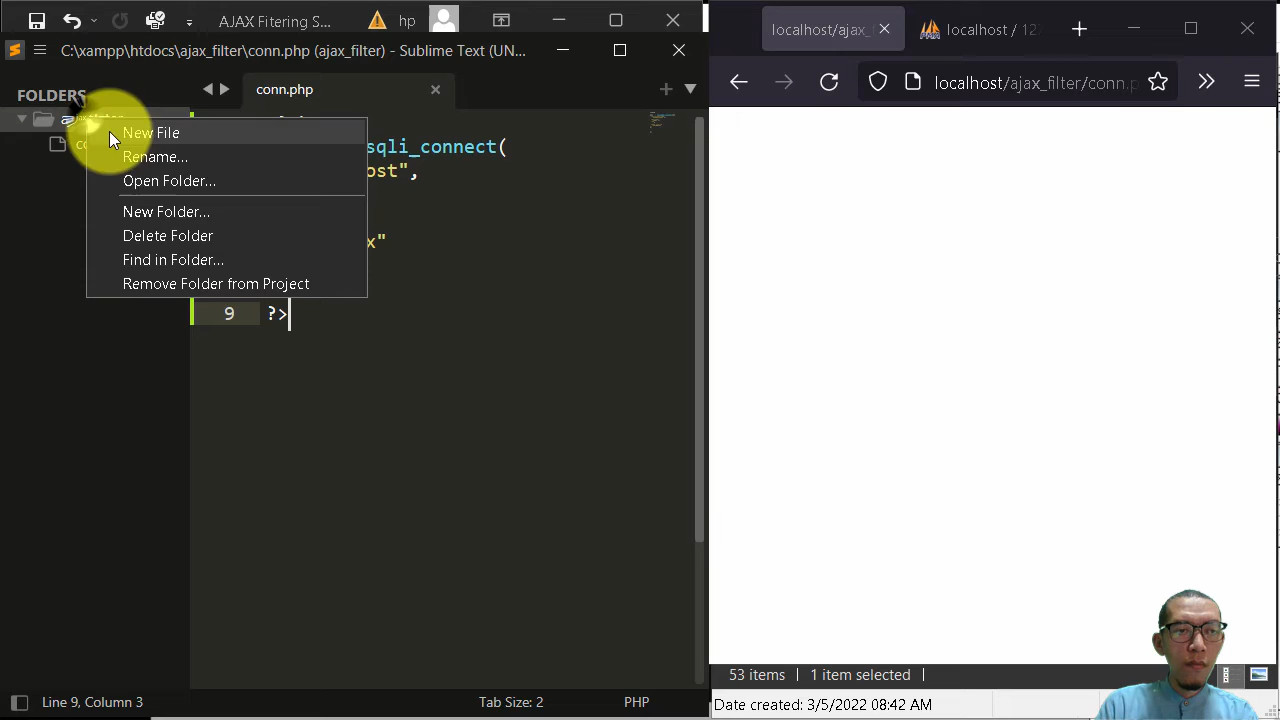 AJAX Fitering S...
hp
C:\xampp\htdocs\ajax_filter\conn.php (ajax_filter) - Sublime Text (UN...
FOLDERS
conn.php
New File
Rename...
Open Folder...
New Folder...
Delete Folder
Find in Folder...
Remove Folder from Project
sqli_connect(
ost",
x"
9 ?>
Line 9, Column 3
Tab Size: 2
PHP
localhost/ajax_
localhost / 12
localhost/ajax_filter/conn.p
53 items
1 item selected
Date created: 3/5/2022 08:42 AM